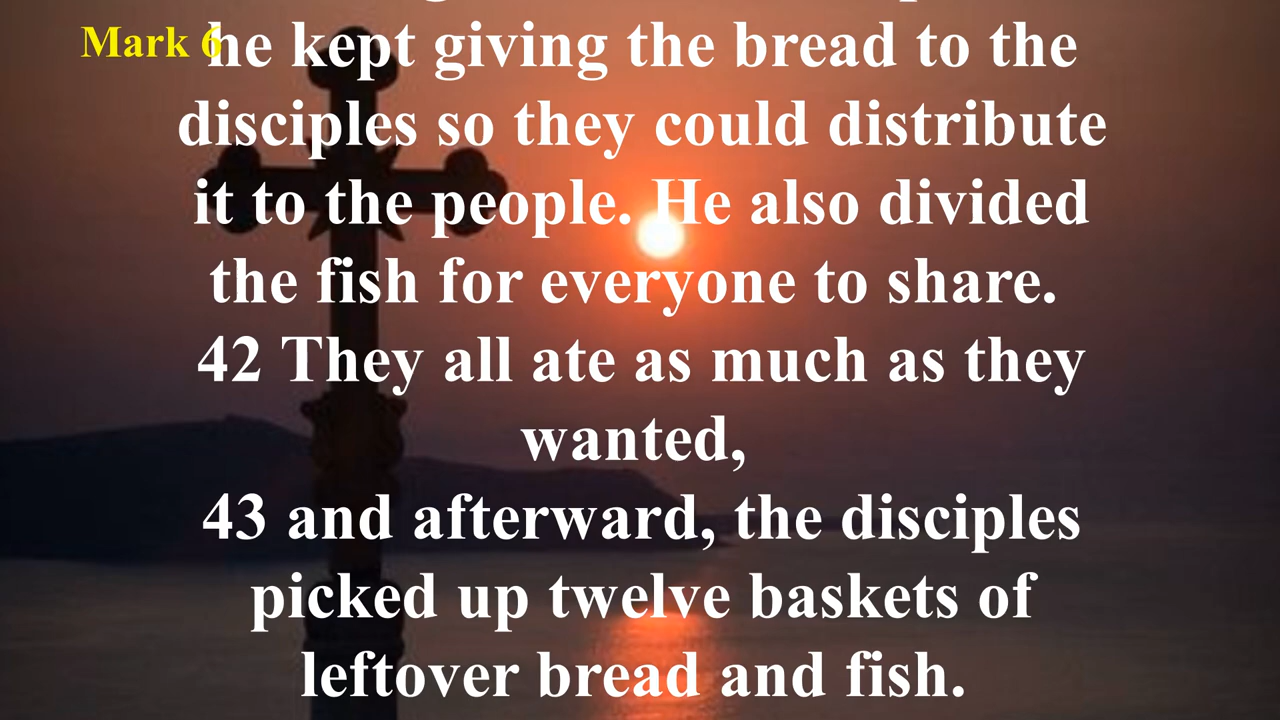 Mark 6
he kept giving the bread to the
disciples so they could distribute
it to the people. He also divided
the fish for everyone to share.
42 They all ate as much as they
wanted,
43 and afterward, the disciples
picked up twelve baskets of
leftover bread and fish.